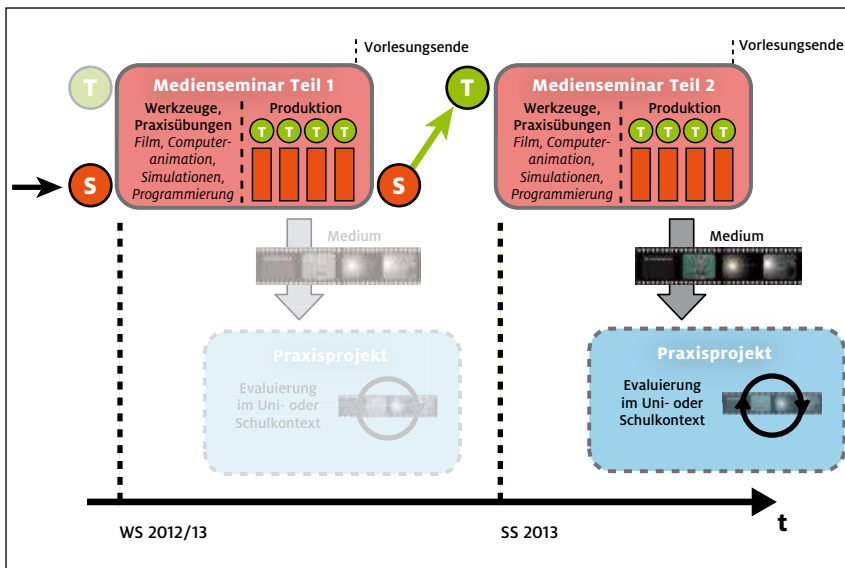 Vorlesungsende
T
Medienseminar Teil 1
Werkzeuge,
Praxisübungen
Film, Computer-
animation,
Simulationen,
Programmierung
Produktion
T T T T
S
S
Medium
Praxisprojekt
Evaluierung
im Uni- oder
Schulkontext
Vorlesungsende
T
Medienseminar Teil 2
Werkzeuge,
Praxisübungen
Film, Computer-
animation,
Simulationen,
Programmierung
Produktion
T T T T
Medium
Praxisprojekt
Evaluierung
im Uni- oder
Schulkontext
t
WS 2012/13
SS 2013